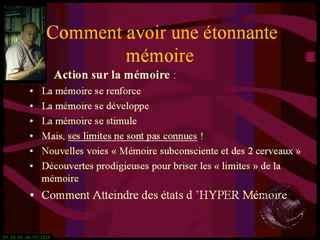 Comment avoir une étonnante
mémoire
Action sur la mémoire :
• La mémoire se renforce
• La mémoire se développe
• La mémoire se stimule
• Mais, ses limites ne sont pas connues !
• Nouvelles voies « Mémoire subconsciente et des 2 cerveaux »
• Découvertes prodigieuses pour briser les « limites » de la
mémoire
• Comment Atteindre des états d ’HYPER Mémoire